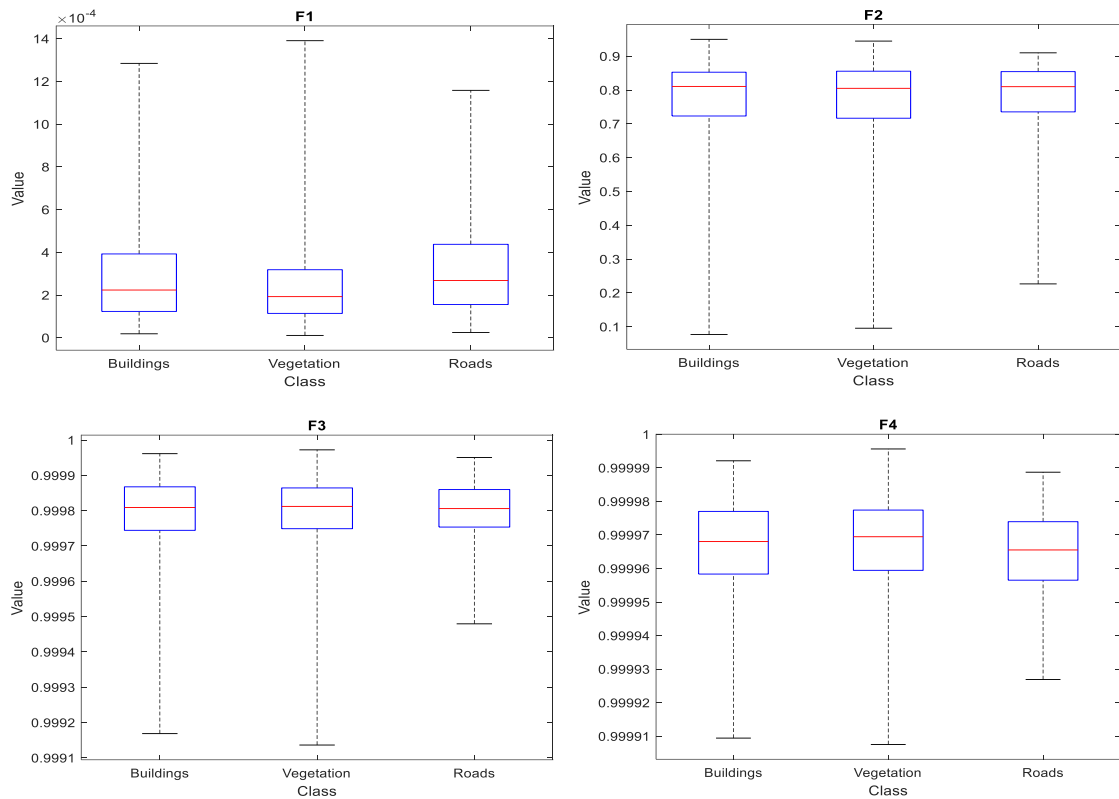 F1
×10⁻⁴
14
12
10
8
6
4
2
0
Value
Buildings Vegetation Roads
Class
F2
0.9
0.8
0.7
0.6
0.5
0.4
0.3
0.2
0.1
Value
Buildings Vegetation Roads
Class
F3
1
0.9999
0.9998
0.9997
0.9996
0.9995
0.9994
0.9993
0.9992
0.9991
Value
Buildings Vegetation Roads
Class
F4
1
0.99999
0.99998
0.99997
0.99996
0.99995
0.99994
0.99993
0.99992
0.99991
Value
Buildings Vegetation Roads
Class